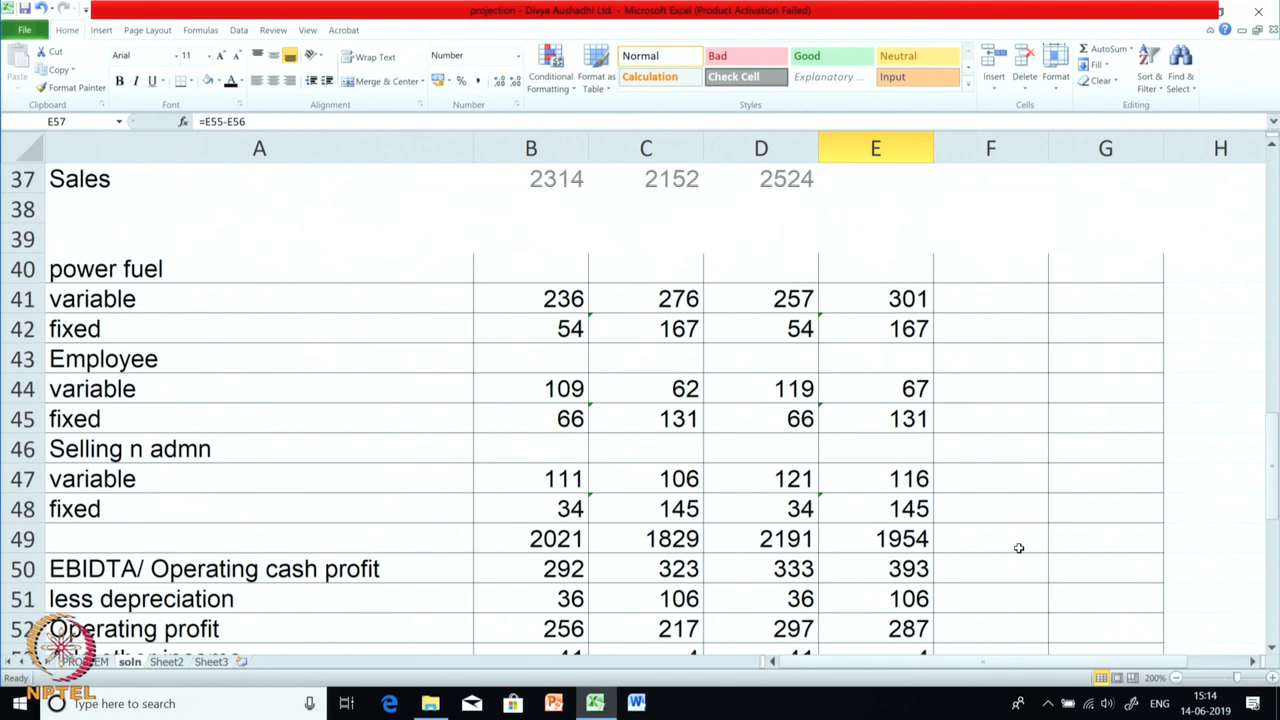 projection - Divya Aushadhi Ltd. - Microsoft Excel (Product Activation Failed)
File Home Insert Page Layout Formulas Data Review View Acrobat
Paste Cut Copy Format Painter Clipboard
Arial 11 B I U Font
Wrap Text Merge & Center Alignment
Number % , Number
Conditional Formatting Format as Table
Normal Bad Good Neutral
Calculation Check Cell Explanatory ... Input
Styles
Insert Delete Format Cells
Σ AutoSum Fill Clear Sort & Filter Find & Select Editing
E57 fx =E55-E56
A B C D E F G H
37 Sales 2314 2152 2524
38
39
40 power fuel
41 variable 236 276 257 301
42 fixed 54 167 54 167
43 Employee
44 variable 109 62 119 67
45 fixed 66 131 66 131
46 Selling n admn
47 variable 111 106 121 116
48 fixed 34 145 34 145
49 2021 1829 2191 1954
50 EBIDTA/ Operating cash profit 292 323 333 393
51 less depreciation 36 106 36 106
52 Operating profit 256 217 297 287
soln Sheet2 Sheet3
Ready 200%
NPTEL
Type here to search
ENG 15:14
14-06-2019